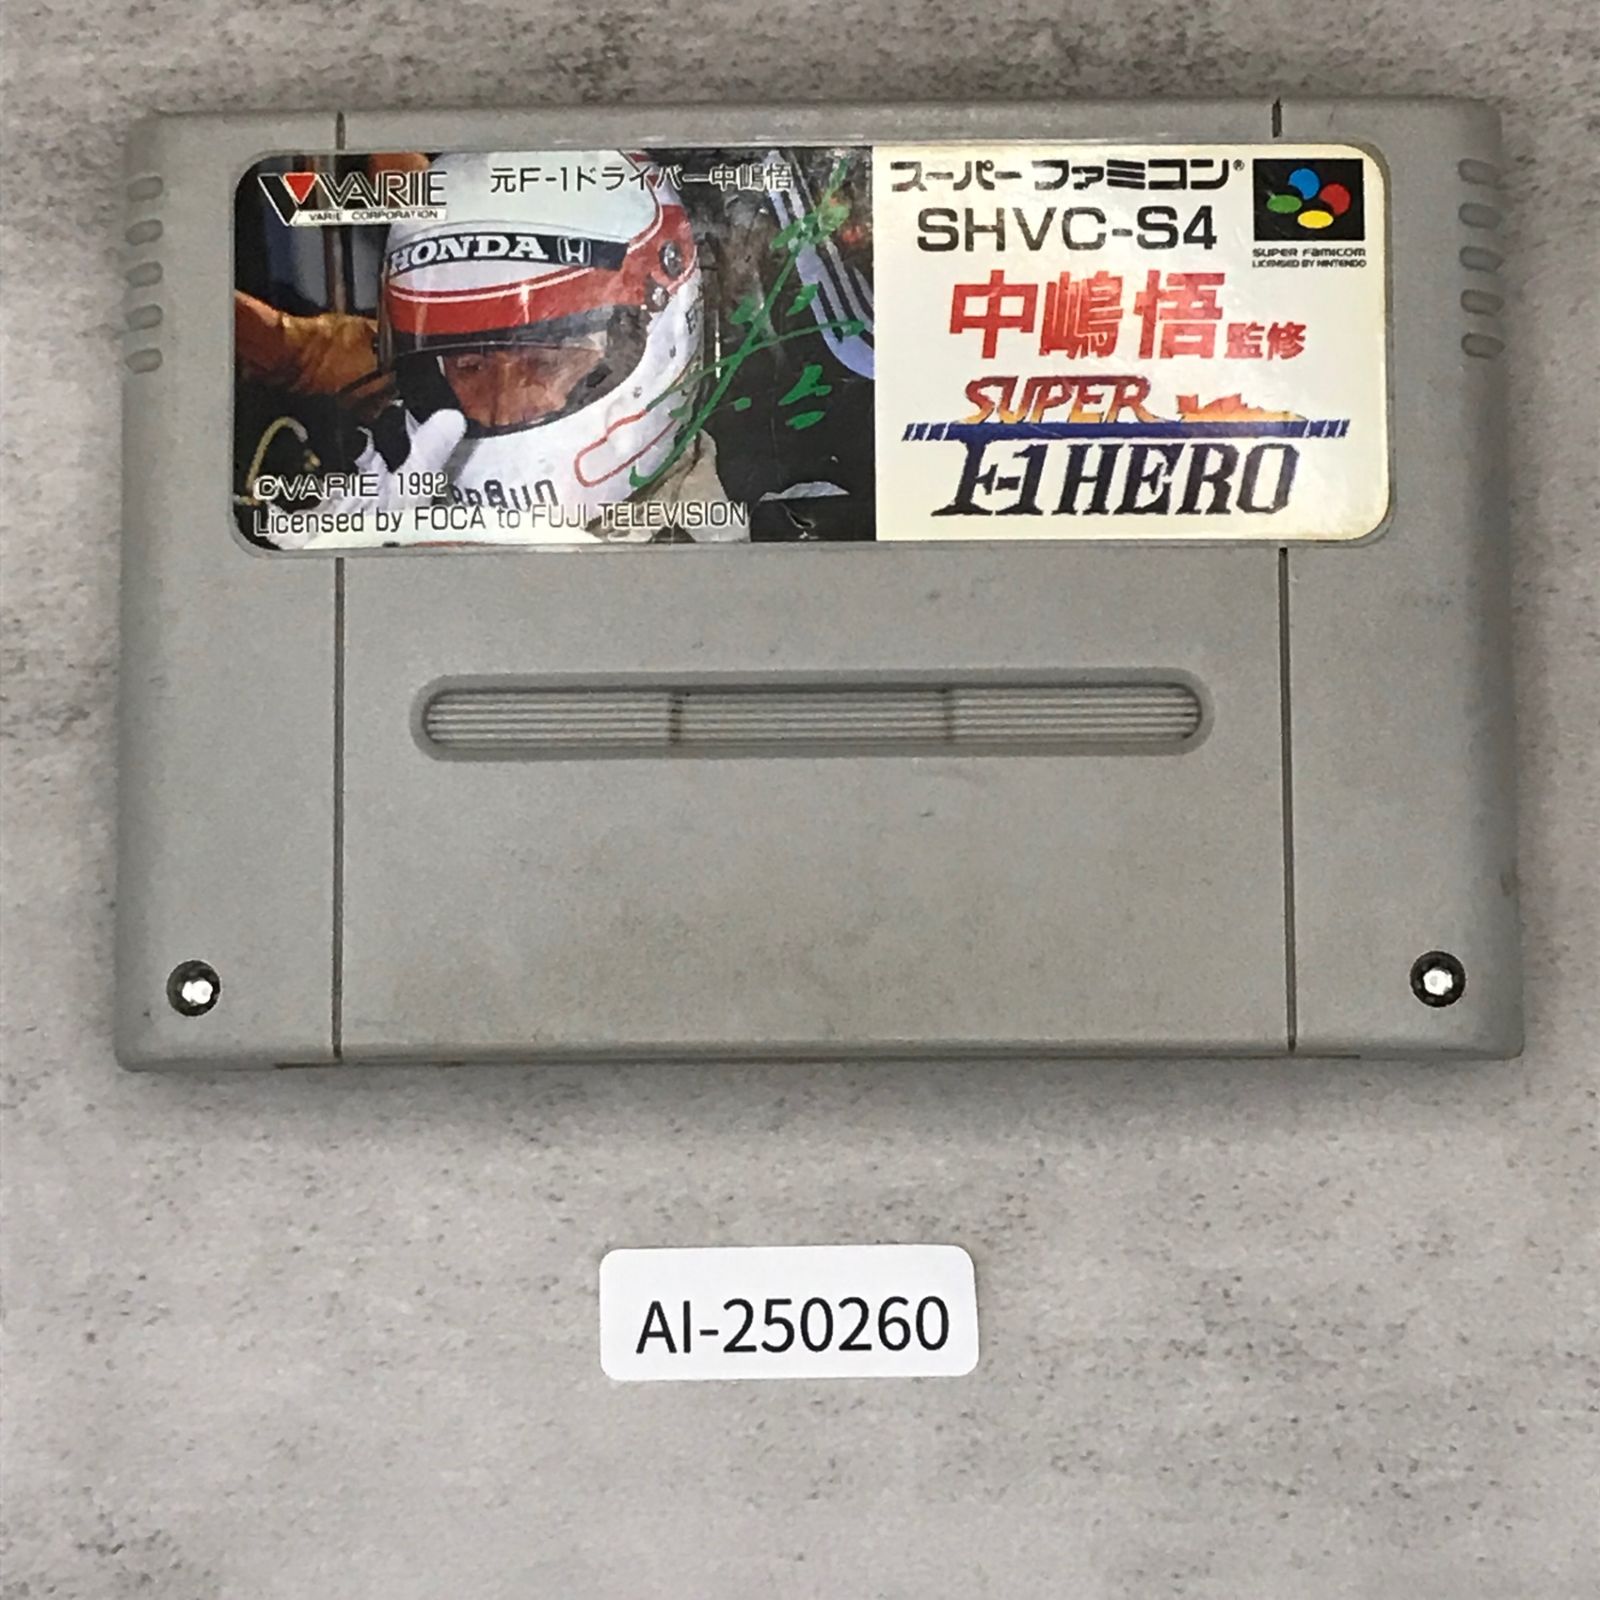 VARIE
VARIE CORPORATION
元F-1ドライバー中嶋悟
HONDA
BRAUN
©VARIE 1992
Licensed by FOCA to FUJI TELEVISION
スーパーファミコン®
SHVC-S4
SUPER FAMICOM
LICENSED BY NINTENDO
中嶋悟監修
SUPER
F-1 HERO
AI-250260